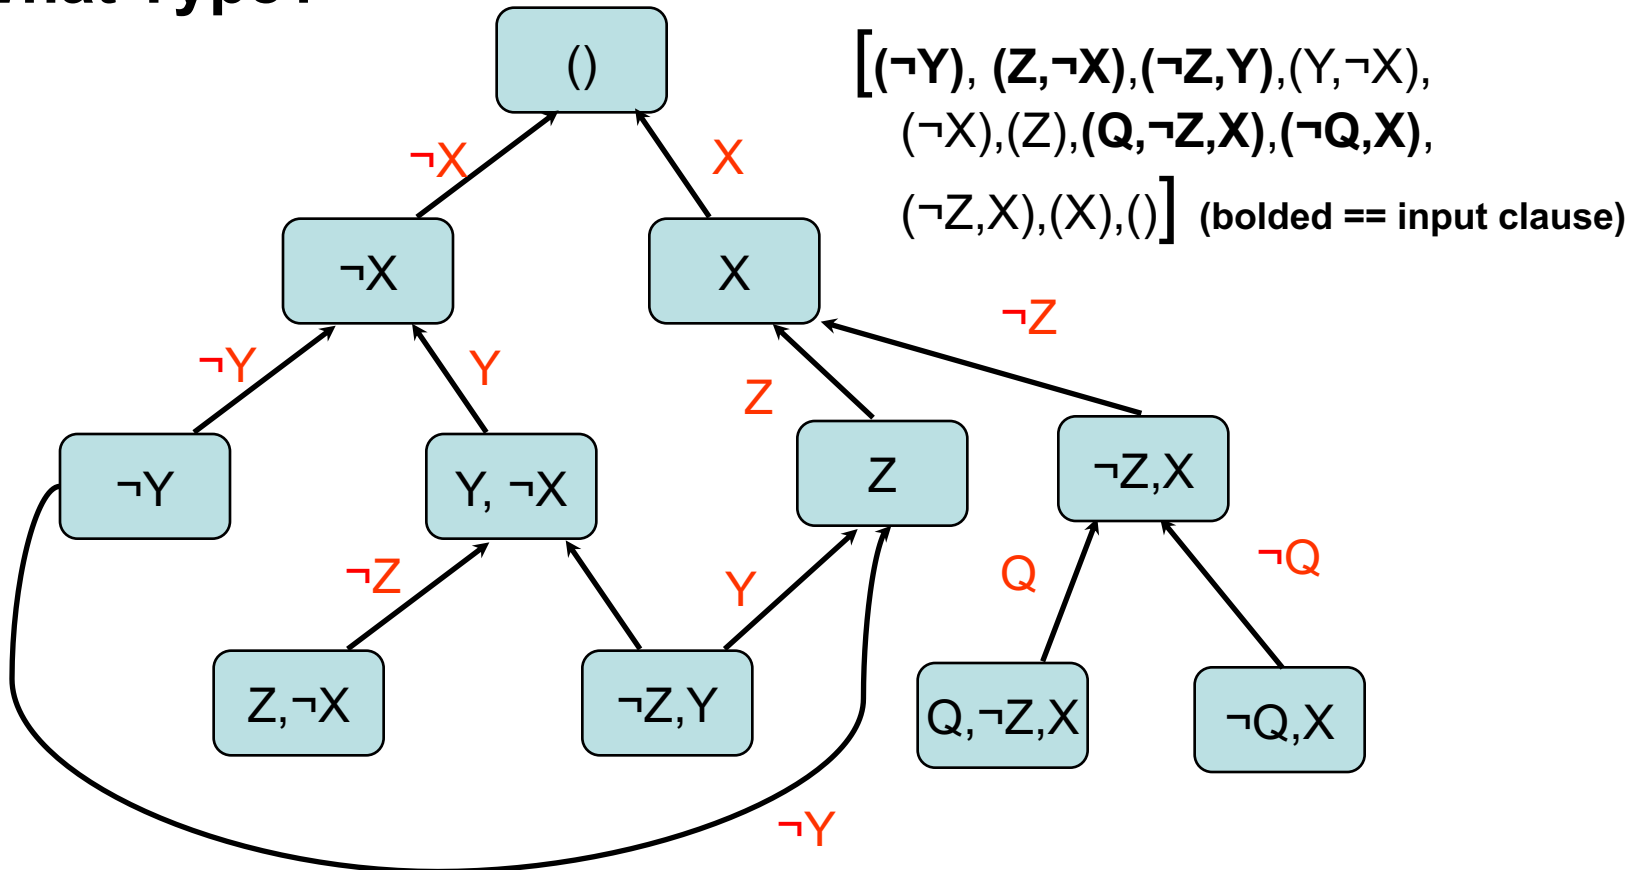 ()
[(¬Y), (Z,¬X),(¬Z,Y),(Y,¬X),
(¬X),(Z),(Q,¬Z,X),(¬Q,X),
(¬Z,X),(X),()] (bolded == input clause)
¬X
X
¬X
X
¬Z
¬Y
Y
Z
¬Y
Y, ¬X
Z
¬Z,X
¬Z
Y
Q
¬Q
Z,¬X
¬Z,Y
Q,¬Z,X
¬Q,X
¬Y